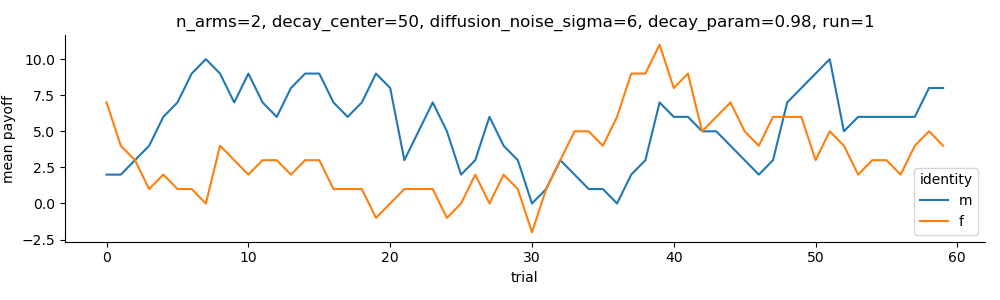 n_arms=2, decay_center=50, diffusion_noise_sigma=6, decay_param=0.98, run=1
mean payoff
10.0
7.5
5.0
2.5
0.0
−2.5
0 10 20 30 40 50 60
trial
identity
m
f